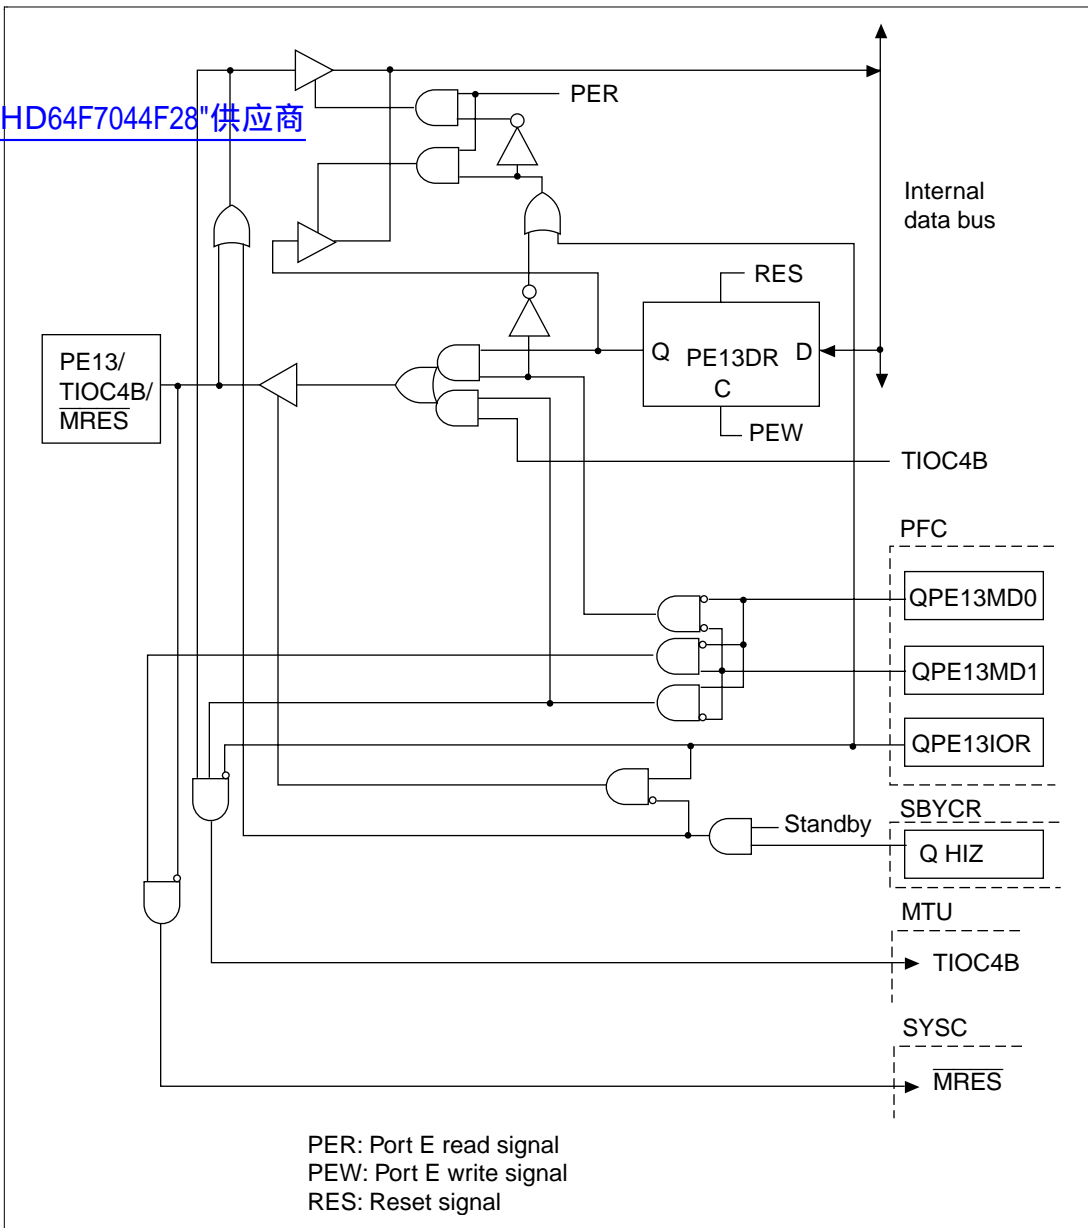 PER
HD64F7044F28"供应商
Internal
data bus
RES
Q PE13DR D
C
PE13/
TIOC4B/
MRES
PEW
TIOC4B
PFC
QPE13MD0
QPE13MD1
QPE13IOR
SBYCR
Standby
Q HIZ
MTU
TIOC4B
SYSC
MRES
PER: Port E read signal
PEW: Port E write signal
RES: Reset signal